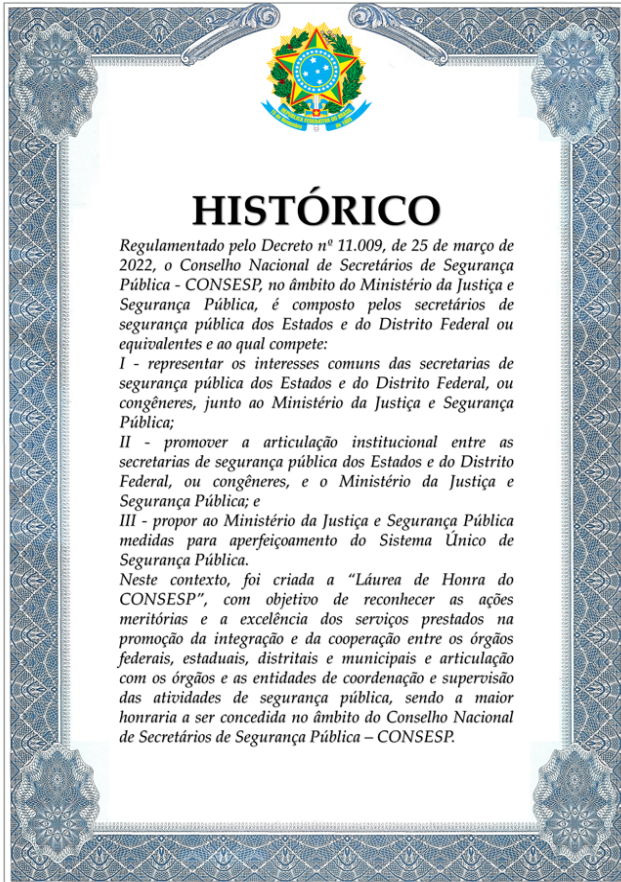 REPÚBLICA FEDERATIVA DO BRASIL
HISTÓRICO
Regulamentado pelo Decreto nº 11.009, de 25 de março de
2022, o Conselho Nacional de Secretários de Segurança
Pública - CONSESP, no âmbito do Ministério da Justiça e
Segurança Pública, é composto pelos secretários de
segurança pública dos Estados e do Distrito Federal ou
equivalentes e ao qual compete:
I - representar os interesses comuns das secretarias de
segurança pública dos Estados e do Distrito Federal, ou
congêneres, junto ao Ministério da Justiça e Segurança
Pública;
II - promover a articulação institucional entre as
secretarias de segurança pública dos Estados e do Distrito
Federal, ou congêneres, e o Ministério da Justiça e
Segurança Pública; e
III - propor ao Ministério da Justiça e Segurança Pública
medidas para aperfeiçoamento do Sistema Único de
Segurança Pública.
Neste contexto, foi criada a “Láurea de Honra do
CONSESP”, com objetivo de reconhecer as ações
meritórias e a excelência dos serviços prestados na
promoção da integração e da cooperação entre os órgãos
federais, estaduais, distritais e municipais e articulação
com os órgãos e as entidades de coordenação e supervisão
das atividades de segurança pública, sendo a maior
honraria a ser concedida no âmbito do Conselho Nacional
de Secretários de Segurança Pública – CONSESP.